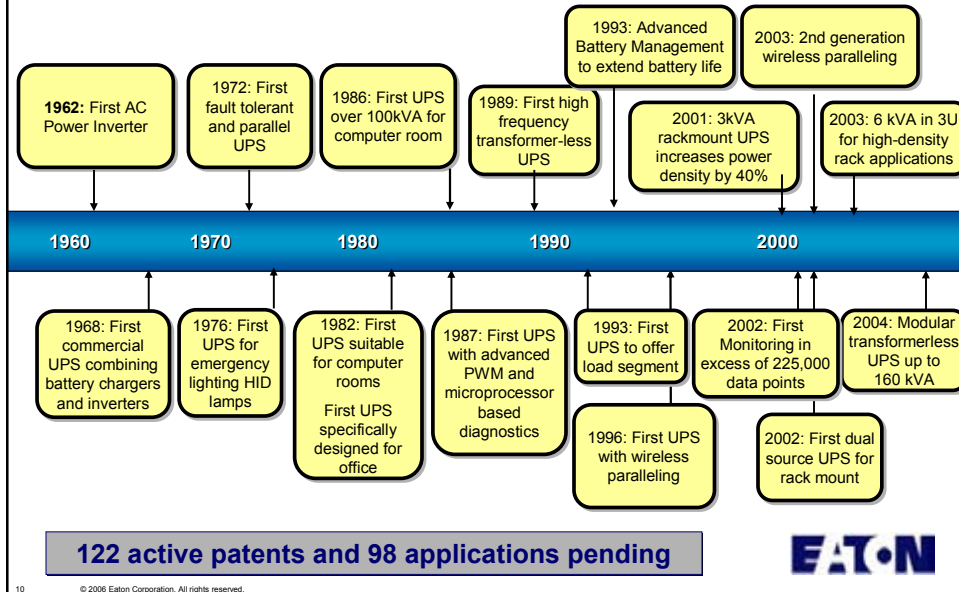 1962: First AC
Power Inverter
1972: First
fault tolerant
and parallel
UPS
1986: First UPS
over 100kVA for
computer room
1989: First high
frequency
transformer-less
UPS
1993: Advanced
Battery Management
to extend battery life
2001: 3kVA
rackmount UPS
increases power
density by 40%
2003: 2nd generation
wireless paralleling
2003: 6 kVA in 3U
for high-density
rack applications
1960
1970
1980
1990
2000
1968: First
commercial
UPS combining
battery chargers
and inverters
1976: First
UPS for
emergency
lighting HID
lamps
1982: First
UPS suitable
for computer
rooms
First UPS
specifically
designed for
office
1987: First UPS
with advanced
PWM and
microprocessor
based
diagnostics
1993: First
UPS to offer
load segment
1996: First UPS
with wireless
paralleling
2002: First
Monitoring in
excess of 225,000
data points
2002: First dual
source UPS for
rack mount
2004: Modular
transformerless
UPS up to
160 kVA
122 active patents and 98 applications pending
EATON
10
© 2006 Eaton Corporation. All rights reserved.